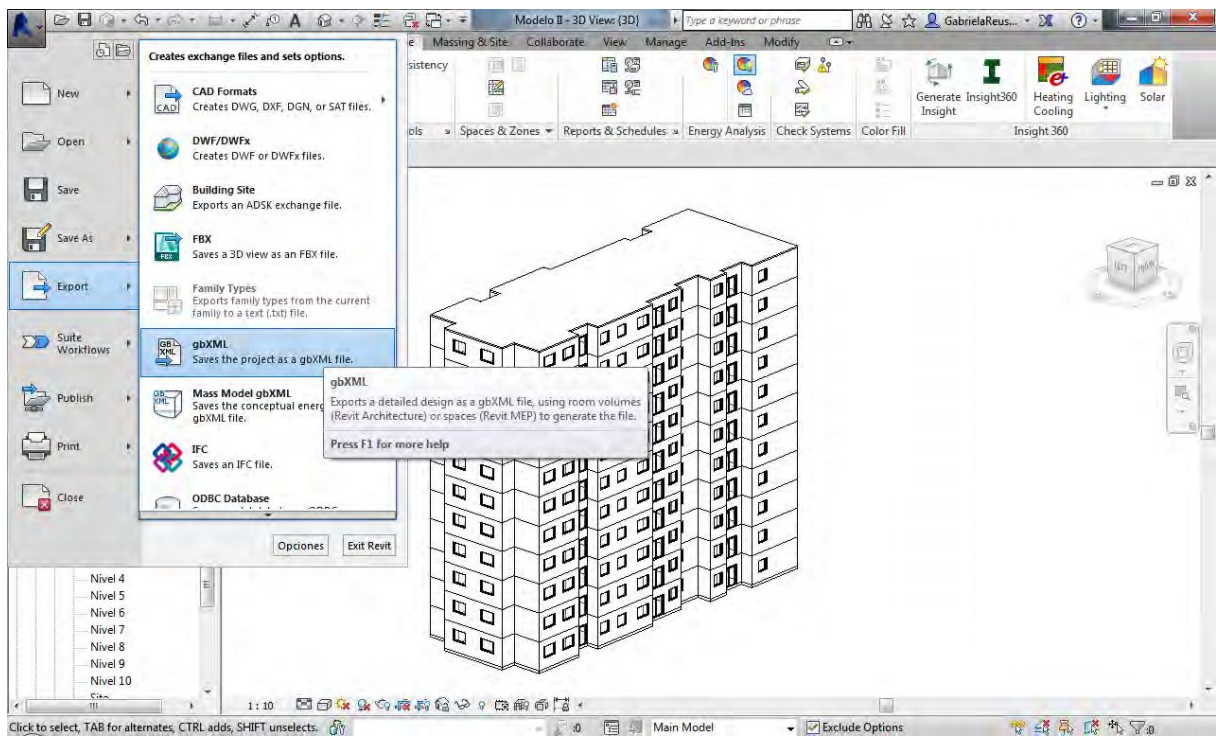 Modelo II - 3D View: {3D}
Type a keyword or phrase
GabrielaReus...
Massing & Site
Collaborate
View
Manage
Add-Ins
Modify
Creates exchange files and sets options.
New
Open
Save
Save As
Export
Suite
Workflows
Publish
Print
Close
CAD Formats
Creates DWG, DXF, DGN, or SAT files.
DWF/DWFx
Creates DWF or DWFx files.
Building Site
Exports an ADSK exchange file.
FBX
Saves a 3D view as an FBX file.
Family Types
Exports family types from the current
family to a text (.txt) file.
gbXML
Saves the project as a gbXML file.
Mass Model gbXML
Saves the conceptual energ
gbXML file.
IFC
Saves an IFC file.
ODBC Database
Opciones
Exit Revit
gbXML
Exports a detailed design as a gbXML file, using room volumes
(Revit Architecture) or spaces (Revit MEP) to generate the file.
Press F1 for more help
sistency
ols
Spaces & Zones
Reports & Schedules
Energy Analysis
Check Systems
Color Fill
Generate
Insight
Insight360
Heating
Cooling
Lighting
Solar
Insight 360
Nivel 4
Nivel 5
Nivel 6
Nivel 7
Nivel 8
Nivel 9
Nivel 10
1 : 10
Click to select, TAB for alternates, CTRL adds, SHIFT unselects.
:0
Main Model
Exclude Options
:0